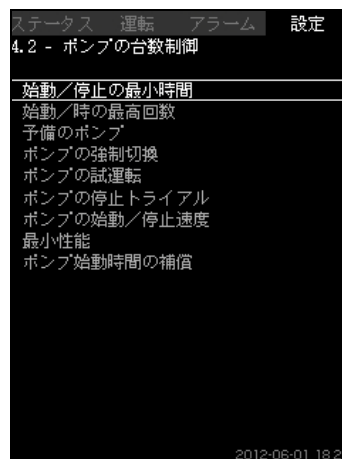 ステータス 運転 アラーム 設定
4.2 - ポンプの台数制御
始動／停止の最小時間
始動／時の最高回数
予備のポンプ
ポンプの強制切換
ポンプの試運転
ポンプの停止トライアル
ポンプの始動／停止速度
最小性能
ポンプ始動時間の補償
2012-06-01 18:2